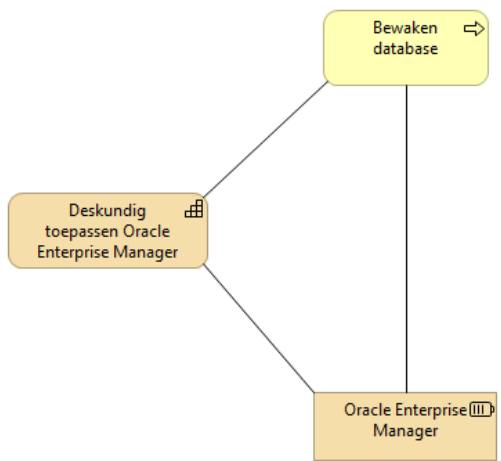 Bewaken
database
Deskundig
toepassen Oracle
Enterprise Manager
Oracle Enterprise
Manager